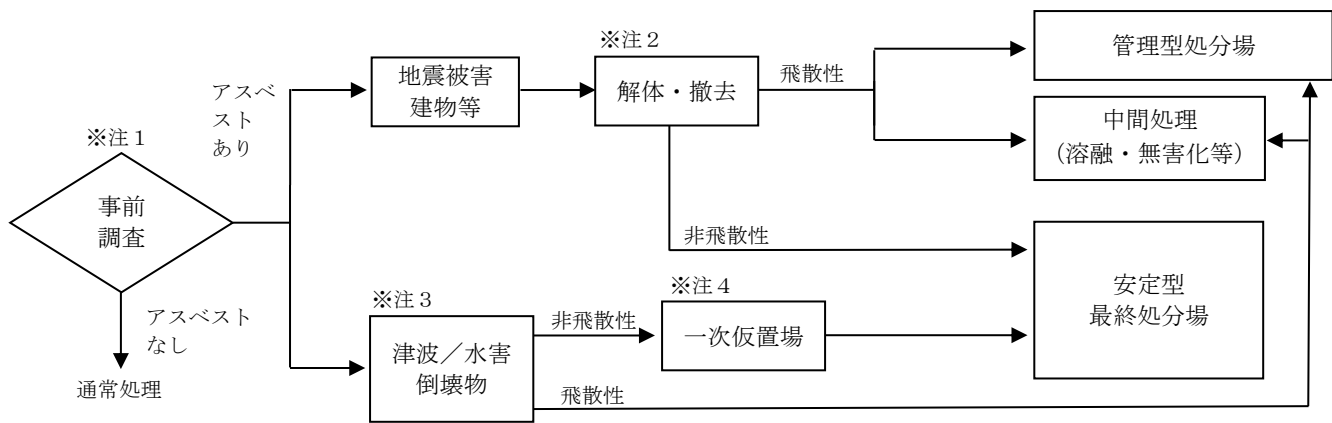 ※注１
事前
調査
アスベ
スト
あり
アスベスト
なし
通常処理
地震被害
建物等
※注２
解体・撤去
飛散性
管理型処分場
中間処理
（溶融・無害化等）
非飛散性
※注３
津波／水害
倒壊物
非飛散性
※注４
一次仮置場
安定型
最終処分場
飛散性